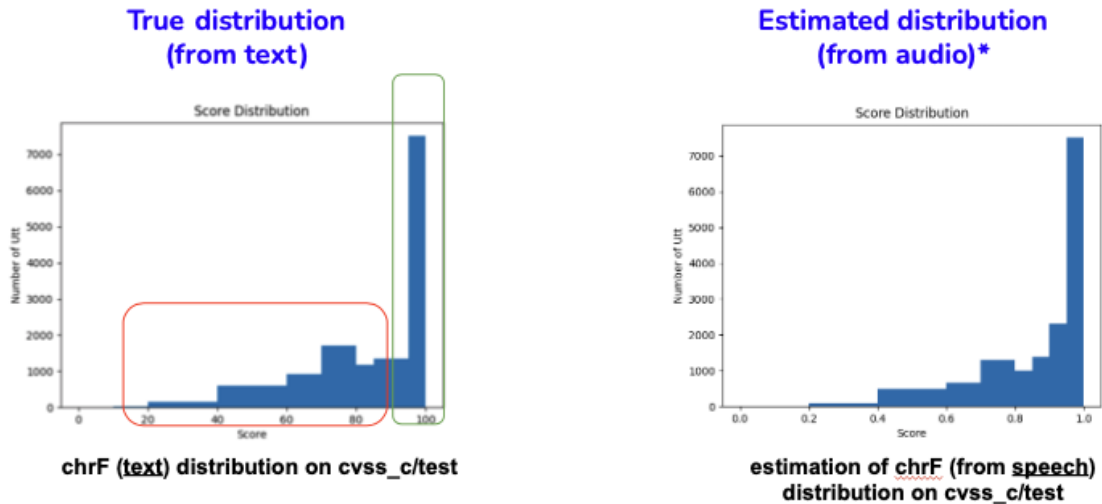 True distribution
(from text)
Score Distribution
7000
6000
5000
4000
3000
2000
1000
0
Number of Utt
0 20 40 60 80 100
Score
chrF (text) distribution on cvss_c/test
Estimated distribution
(from audio)*
Score Distribution
7000
6000
5000
4000
3000
2000
1000
0
Number of Utt
0.0 0.2 0.4 0.6 0.8 1.0
Score
estimation of chrF (from speech)
distribution on cvss_c/test